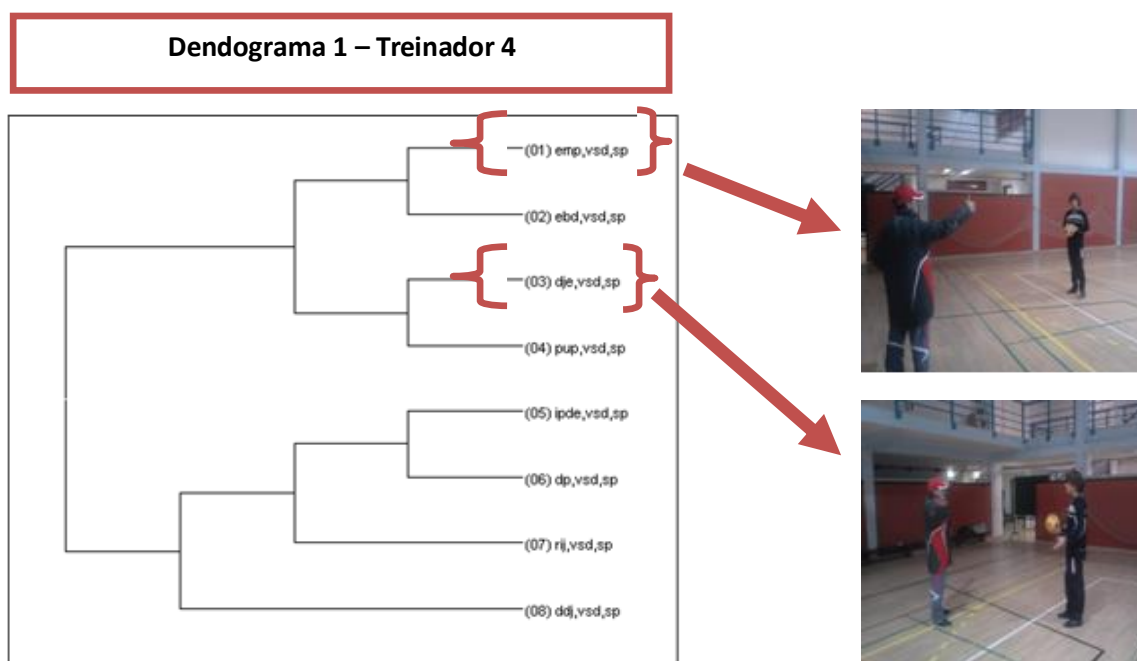 Dendograma 1 – Treinador 4
(01) emp,vsd,sp
(02) ebd,vsd,sp
(03) dje,vsd,sp
(04) pup,vsd,sp
(05) ipde,vsd,sp
(06) dp,vsd,sp
(07) rij,vsd,sp
(08) ddj,vsd,sp